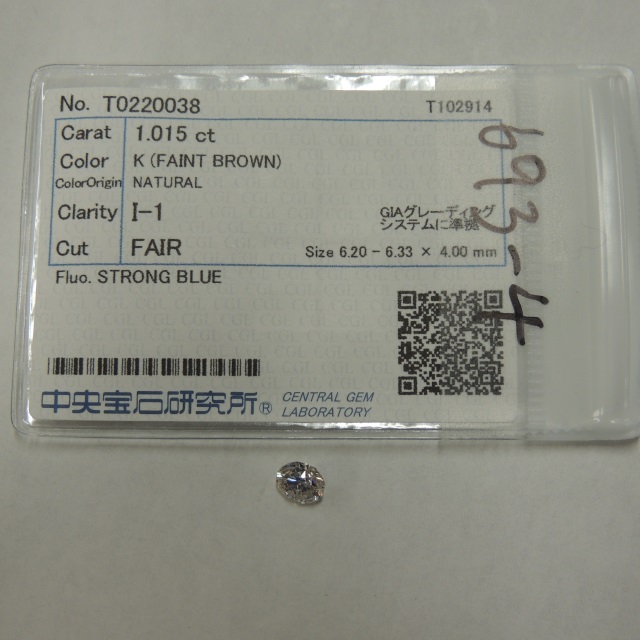 No. T0220038 T102914
Carat 1.015 ct
Color K (FAINT BROWN)
ColorOrigin NATURAL
Clarity I-1 GIAグレーディング
システムに準拠
Cut FAIR Size 6.20 - 6.33 × 4.00 mm
Fluo. STRONG BLUE
中央宝石研究所® CENTRAL GEM
LABORATORY
693-4